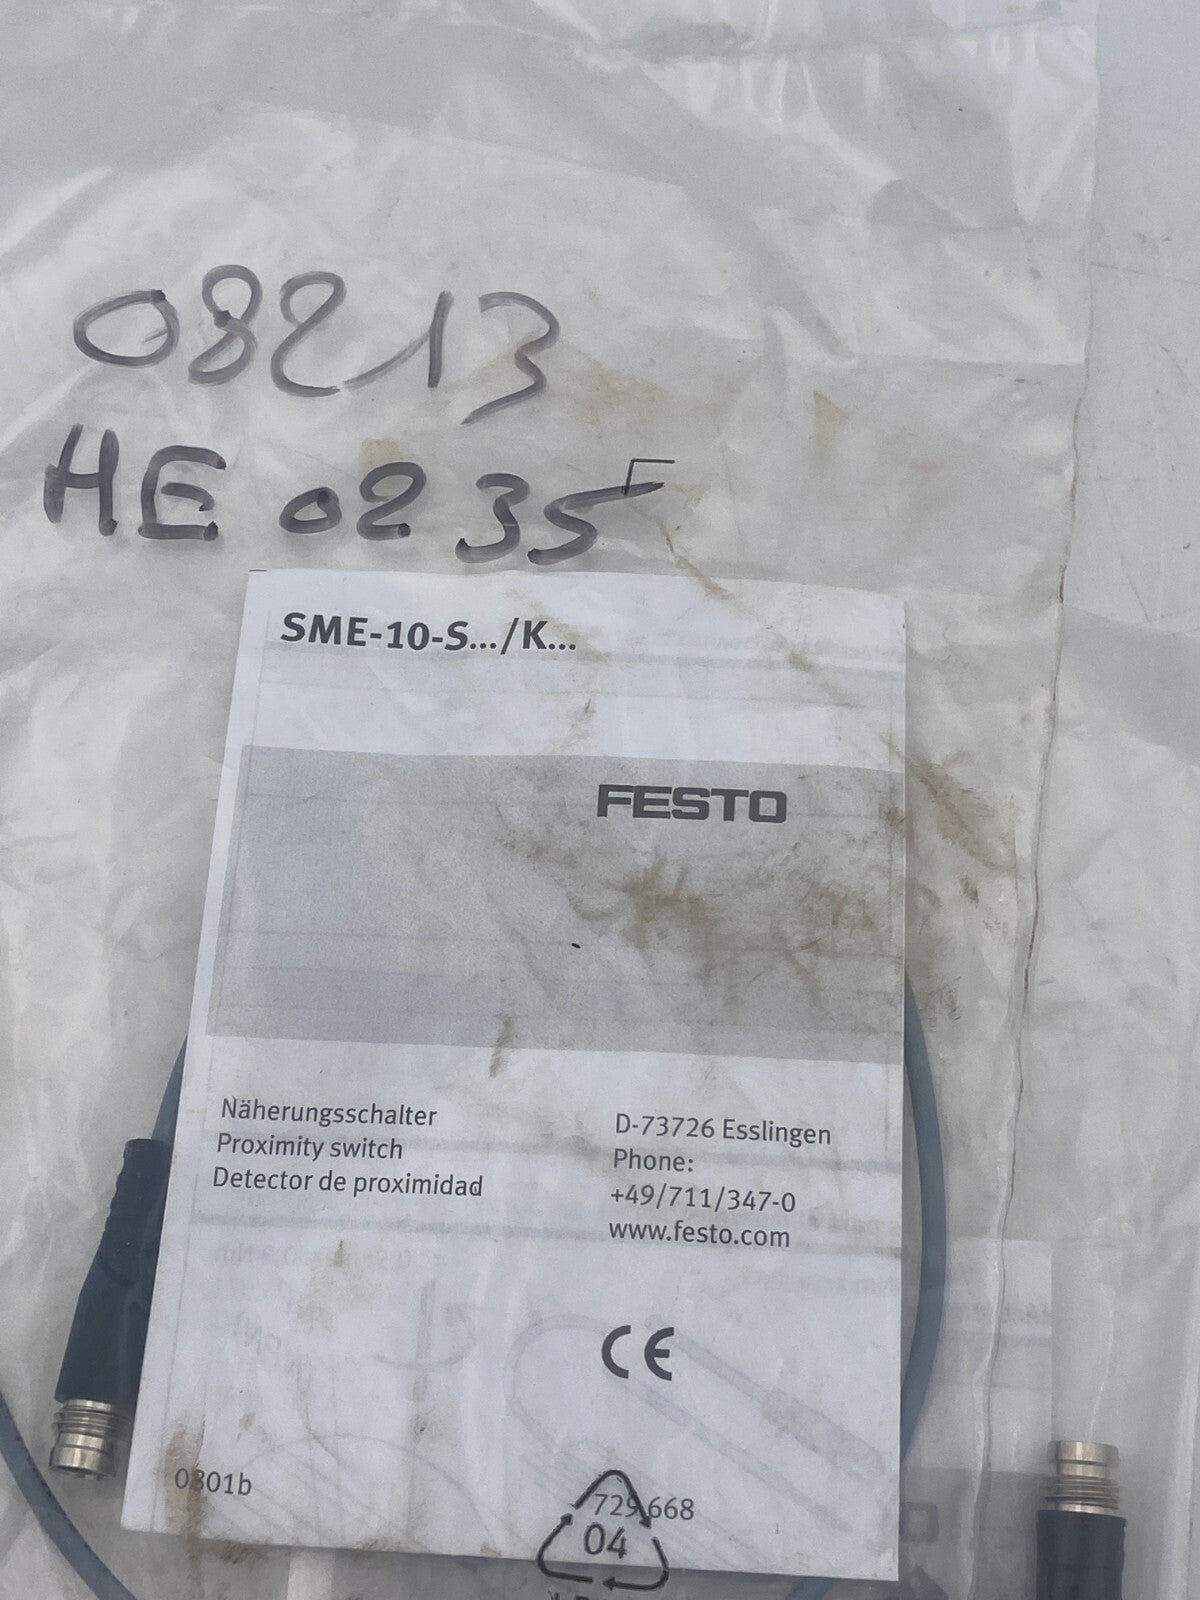 08213
HE 0235
SME-10-S.../K...
FESTO
Näherungsschalter
Proximity switch
Detector de proximidad
D-73726 Esslingen
Phone:
+49/711/347-0
www.festo.com
CE
0801b
729 668
04